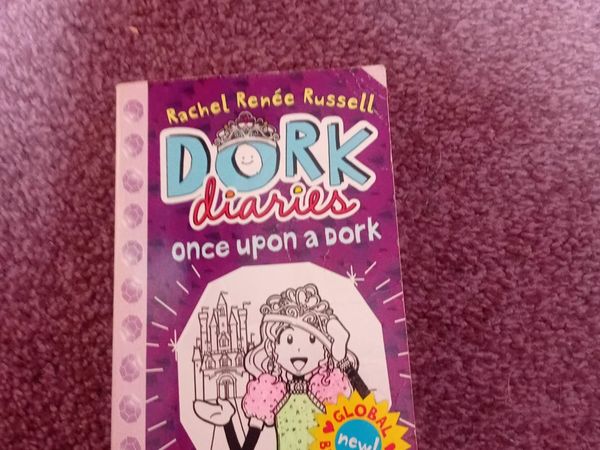 Rachel Renée Russell
DORK
diaries
once upon a Dork
GLOBAL
new!